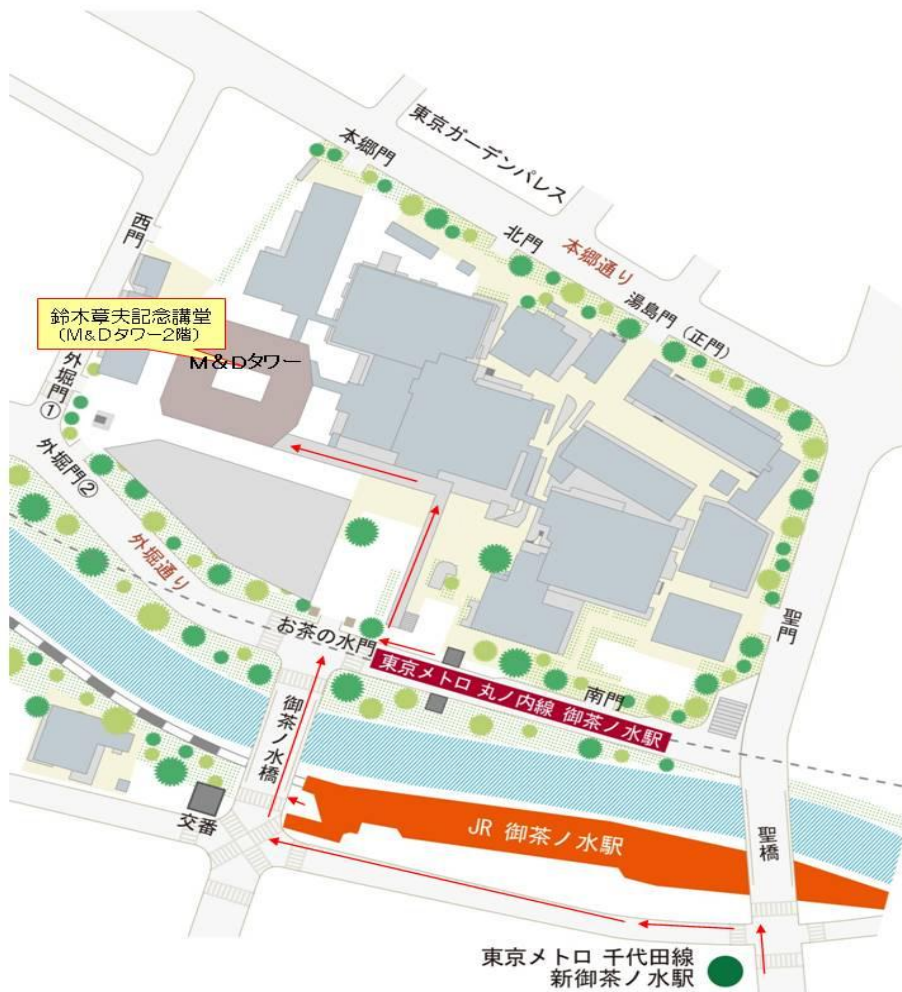 本郷門
東京ガーデンパレス
西門
北門
本郷通り
湯島門（正門）
鈴木章夫記念講堂
（M&Dタワー2階）
M&Dタワー
外堀門①
外堀門②
外堀通り
お茶の水門
東京メトロ 丸ノ内線 御茶ノ水駅
南門
聖門
御茶ノ水橋
交番
JR 御茶ノ水駅
聖橋
東京メトロ 千代田線
新御茶ノ水駅